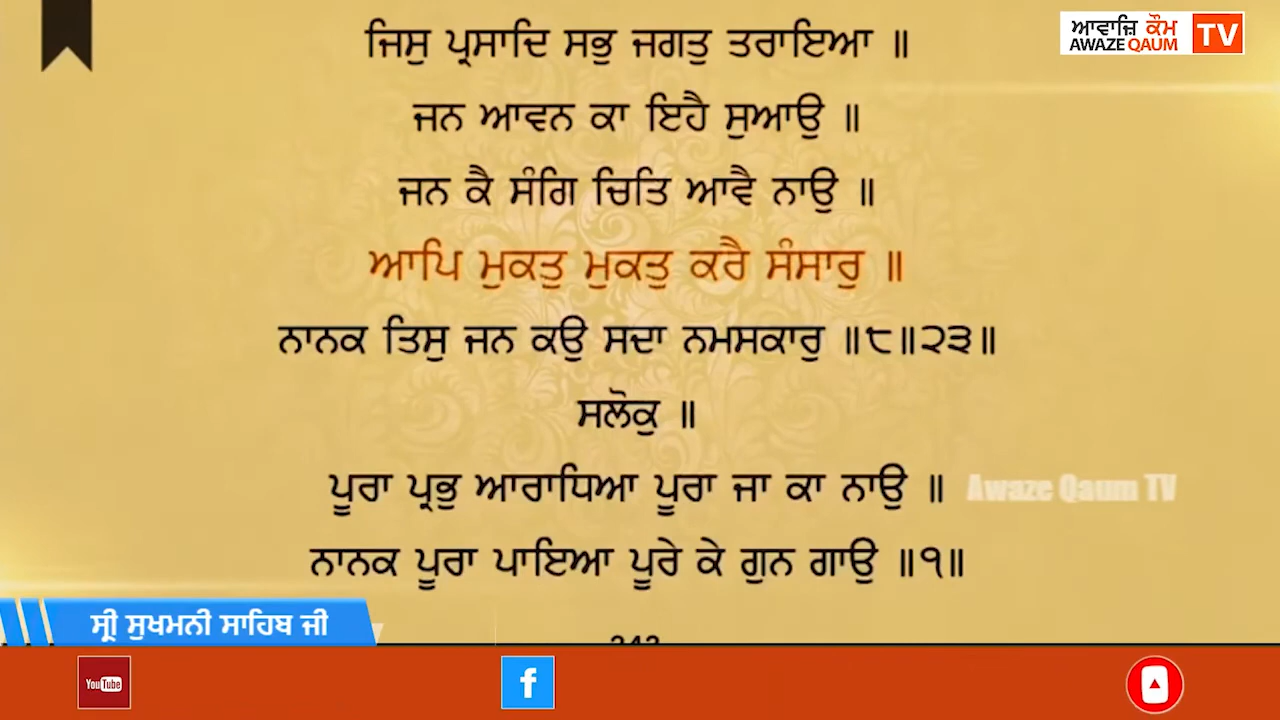 ਆਵਾਜ਼ਿ ਕੌਮ
AWAZE QAUM TV
ਜਿਸੁ ਪ੍ਰਸਾਦਿ ਸਭੁ ਜਗਤੁ ਤਰਾਇਆ ॥
ਜਨ ਆਵਨ ਕਾ ਇਹੈ ਸੁਆਉ ॥
ਜਨ ਕੈ ਸੰਗਿ ਚਿਤਿ ਆਵੈ ਨਾਉ ॥
ਆਪਿ ਮੁਕਤੁ ਮੁਕਤੁ ਕਰੈ ਸੰਸਾਰੁ ॥
ਨਾਨਕ ਤਿਸੁ ਜਨ ਕਉ ਸਦਾ ਨਮਸਕਾਰੁ ॥੮॥੨੩॥
ਸਲੋਕੁ ॥
ਪੂਰਾ ਪ੍ਰਭੁ ਆਰਾਧਿਆ ਪੂਰਾ ਜਾ ਕਾ ਨਾਉ ॥
Awaze Qaum TV
ਨਾਨਕ ਪੂਰਾ ਪਾਇਆ ਪੂਰੇ ਕੇ ਗੁਨ ਗਾਉ ॥੧॥
ਸ੍ਰੀ ਸੁਖਮਨੀ ਸਾਹਿਬ ਜੀ
YouTube
f